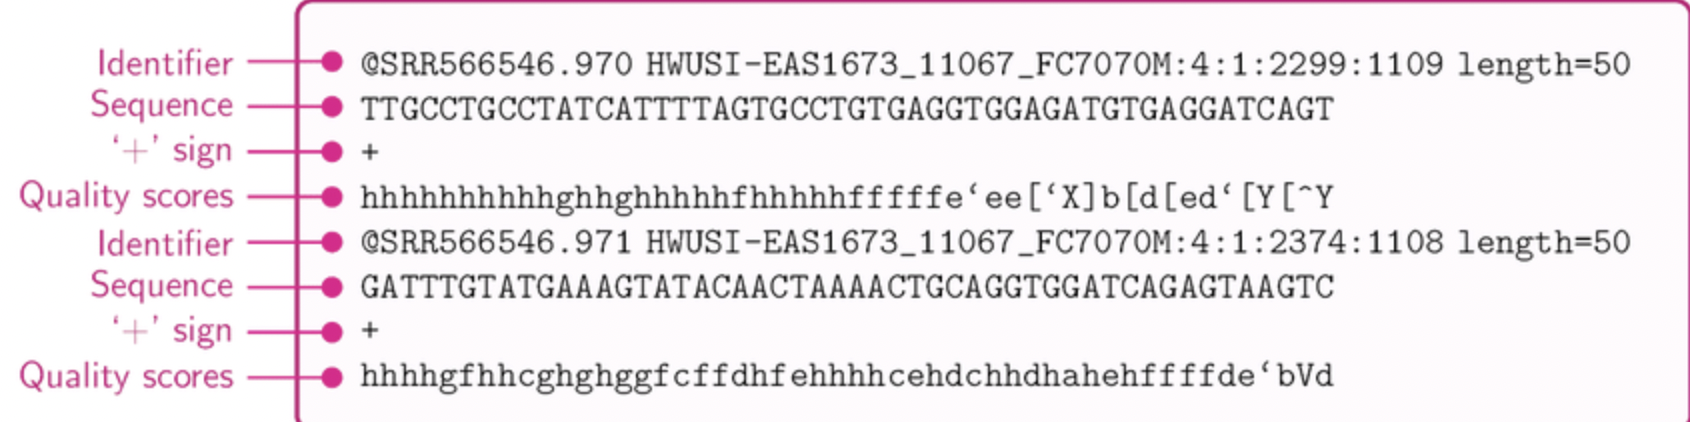 Identifier @SRR566546.970 HWUSI-EAS1673_11067_FC7070M:4:1:2299:1109 length=50
Sequence TTGCCTGCCTATCATTTTAGTGCCTGTGAGGTGGAGATGTGAGGATCAGT
‘+’ sign +
Quality scores hhhhhhhhhhghhghhhhhfhhhhhfffffe‘ee[‘X]b[d[ed‘[Y[^Y
Identifier @SRR566546.971 HWUSI-EAS1673_11067_FC7070M:4:1:2374:1108 length=50
Sequence GATTTGTATGAAAGTATACAACTAAAACTGCAGGTGGATCAGAGTAAGTC
‘+’ sign +
Quality scores hhhhgfhhcghghggfcffdhfehhhhcehdchhdhahehffffde‘bVd